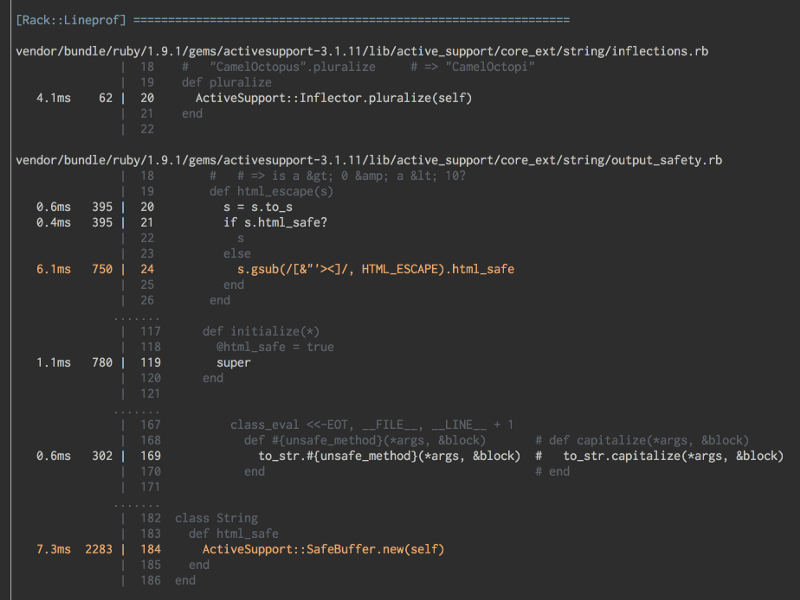 [Rack::Lineprof] ===============================================================
vendor/bundle/ruby/1.9.1/gems/activesupport-3.1.11/lib/active_support/core_ext/string/inflections.rb
| 18 # "CamelOctopus".pluralize # => "CamelOctopi"
| 19 def pluralize
4.1ms 62 | 20 ActiveSupport::Inflector.pluralize(self)
| 21 end
| 22
vendor/bundle/ruby/1.9.1/gems/activesupport-3.1.11/lib/active_support/core_ext/string/output_safety.rb
| 18 # # => is a &gt; 0 &amp; a &lt; 10?
| 19 def html_escape(s)
0.6ms 395 | 20 s = s.to_s
0.4ms 395 | 21 if s.html_safe?
| 22 s
| 23 else
6.1ms 750 | 24 s.gsub(/[&"'><]/, HTML_ESCAPE).html_safe
| 25 end
| 26 end
.......
| 117 def initialize(*)
| 118 @html_safe = true
1.1ms 780 | 119 super
| 120 end
| 121
.......
| 167 class_eval <<-EOT, __FILE__, __LINE__ + 1
| 168 def #{unsafe_method}(*args, &block) # def capitalize(*args, &block)
0.6ms 302 | 169 to_str.#{unsafe_method}(*args, &block) # to_str.capitalize(*args, &block)
| 170 end # end
| 171
.......
| 182 class String
| 183 def html_safe
7.3ms 2283 | 184 ActiveSupport::SafeBuffer.new(self)
| 185 end
| 186 end